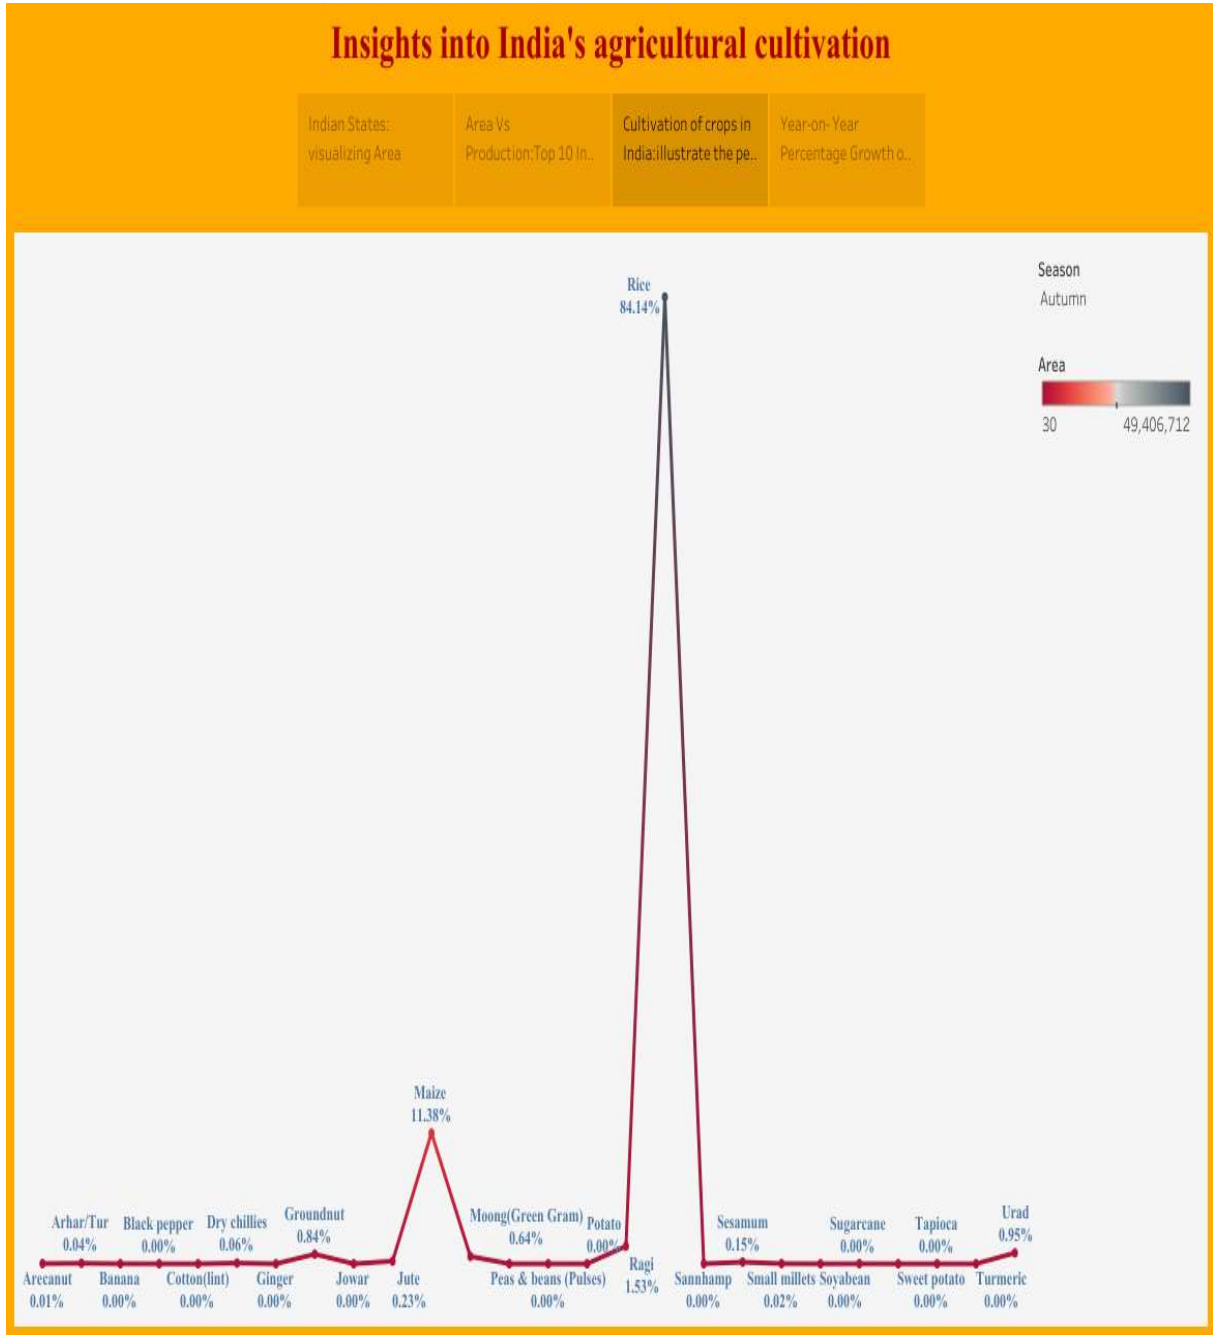 Insights into India's agricultural cultivation
Indian States:
visualizing Area
Area Vs
Production:Top 10 In..
Cultivation of crops in
India:illustrate the pe..
Year-on- Year
Percentage Growth o..
Season
Autumn
Area
30
49,406,712
Rice
84.14%
Maize
11.38%
Arhar/Tur
0.04%
Black pepper
0.00%
Dry chillies
0.06%
Groundnut
0.84%
Moong(Green Gram)
0.64%
Potato
0.00%
Sesamum
0.15%
Sugarcane
0.00%
Tapioca
0.00%
Urad
0.95%
Arecanut
0.01%
Banana
0.00%
Cotton(lint)
0.00%
Ginger
0.00%
Jowar
0.00%
Jute
0.23%
Peas & beans (Pulses)
0.00%
Ragi
1.53%
Sannhamp
0.00%
Small millets
0.02%
Soyabean
0.00%
Sweet potato
0.00%
Turmeric
0.00%